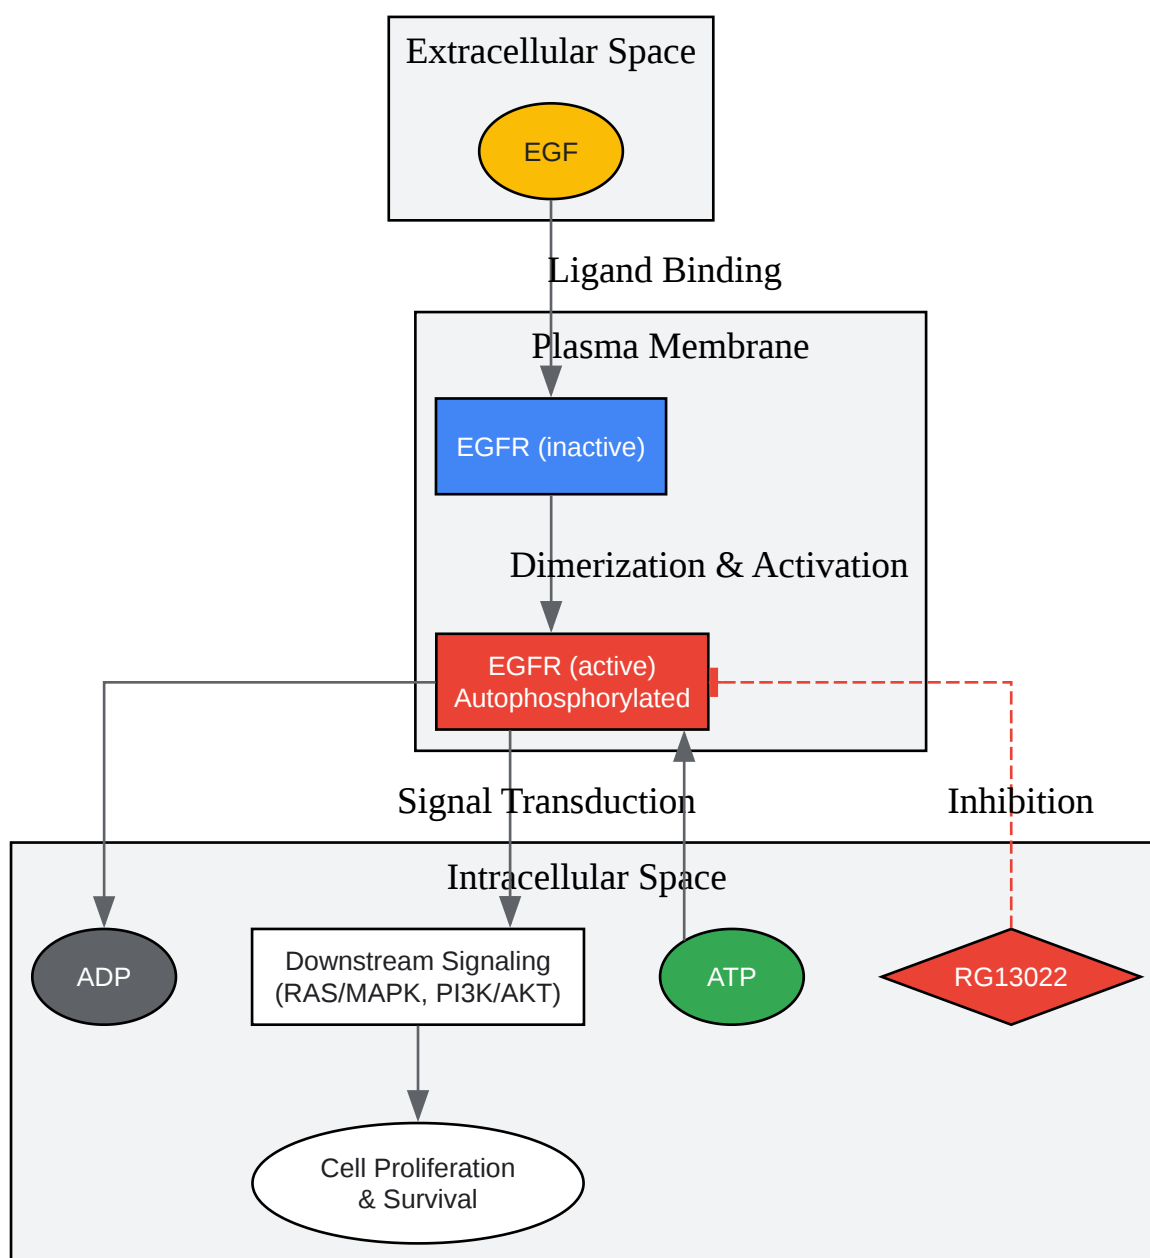 Extracellular Space
EGF
Ligand Binding
Plasma Membrane
EGFR (inactive)
Dimerization & Activation
EGFR (active)
Autophosphorylated
Signal Transduction
Inhibition
Intracellular Space
ADP
Downstream Signaling
(RAS/MAPK, PI3K/AKT)
ATP
RG13022
Cell Proliferation
& Survival